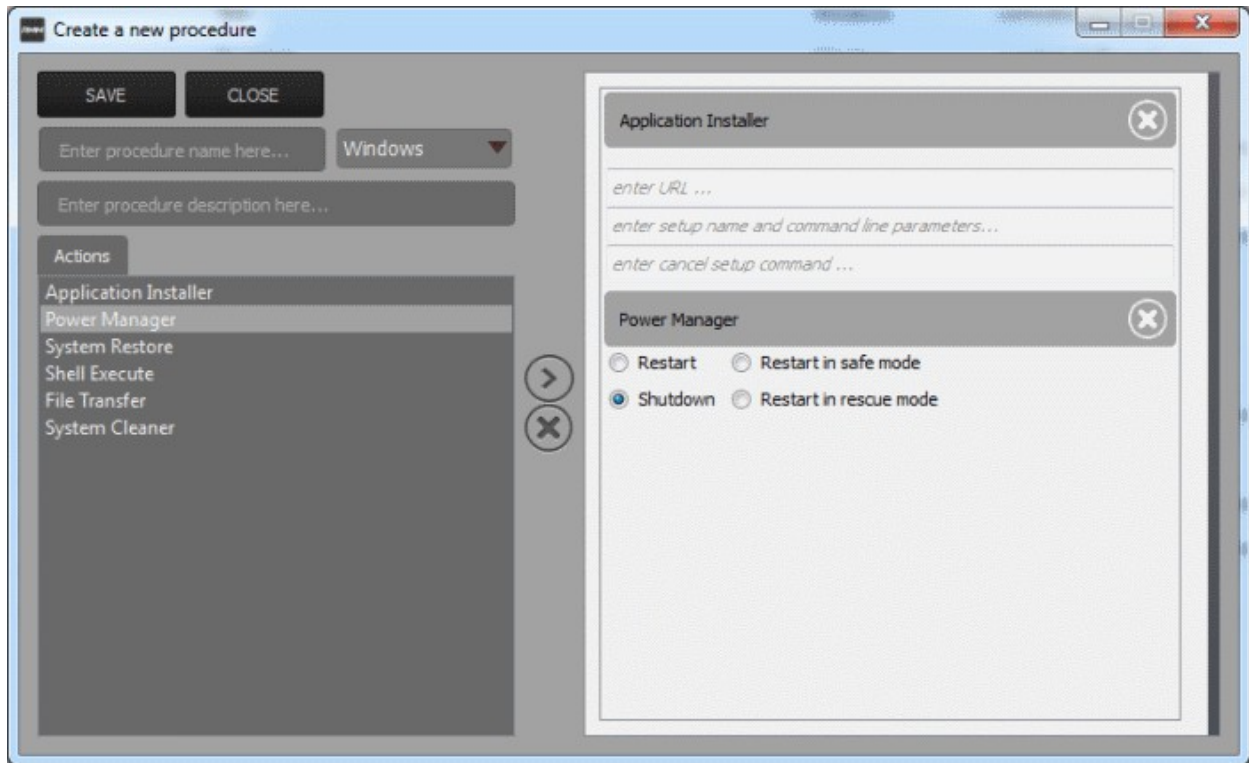 Create a new procedure
SAVE
CLOSE
Enter procedure name here...
Windows
Enter procedure description here...
Actions
Application Installer
Power Manager
System Restore
Shell Execute
File Transfer
System Cleaner
Application Installer
enter URL ...
enter setup name and command line parameters...
enter cancel setup command ...
Power Manager
Restart
Restart in safe mode
Shutdown
Restart in rescue mode